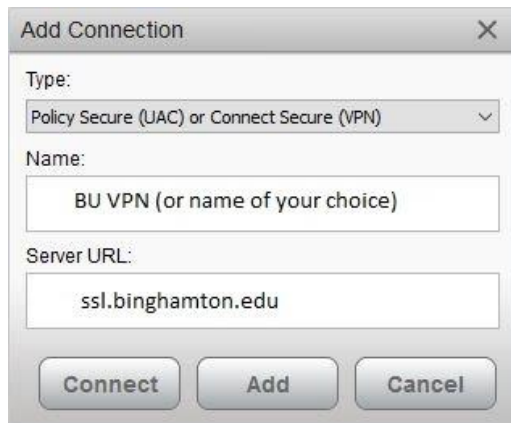 Add Connection
Type:
Policy Secure (UAC) or Connect Secure (VPN)
Name:
BU VPN (or name of your choice)
Server URL:
ssl.binghamton.edu
Connect Add Cancel